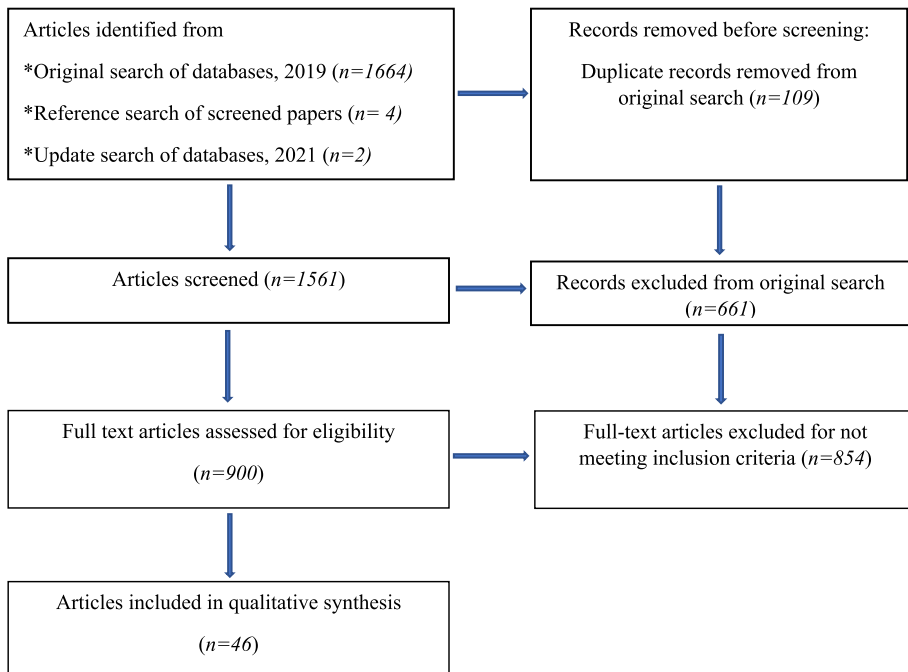 Articles identified from
*Original search of databases, 2019 (n=1664)
*Reference search of screened papers (n= 4)
*Update search of databases, 2021 (n=2)
Records removed before screening:
Duplicate records removed from
original search (n=109)
Articles screened (n=1561)
Records excluded from original search
(n=661)
Full text articles assessed for eligibility
(n=900)
Full-text articles excluded for not
meeting inclusion criteria (n=854)
Articles included in qualitative synthesis
(n=46)